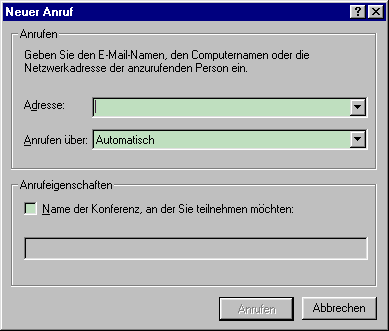 Neuer Anruf
Anrufen
Geben Sie den E-Mail-Namen, den Computernamen oder die
Netzwerkadresse der anzurufenden Person ein.
Adresse:
Anrufen über: Automatisch
Anrufeigenschaften
Name der Konferenz, an der Sie teilnehmen möchten:
Anrufen Abbrechen